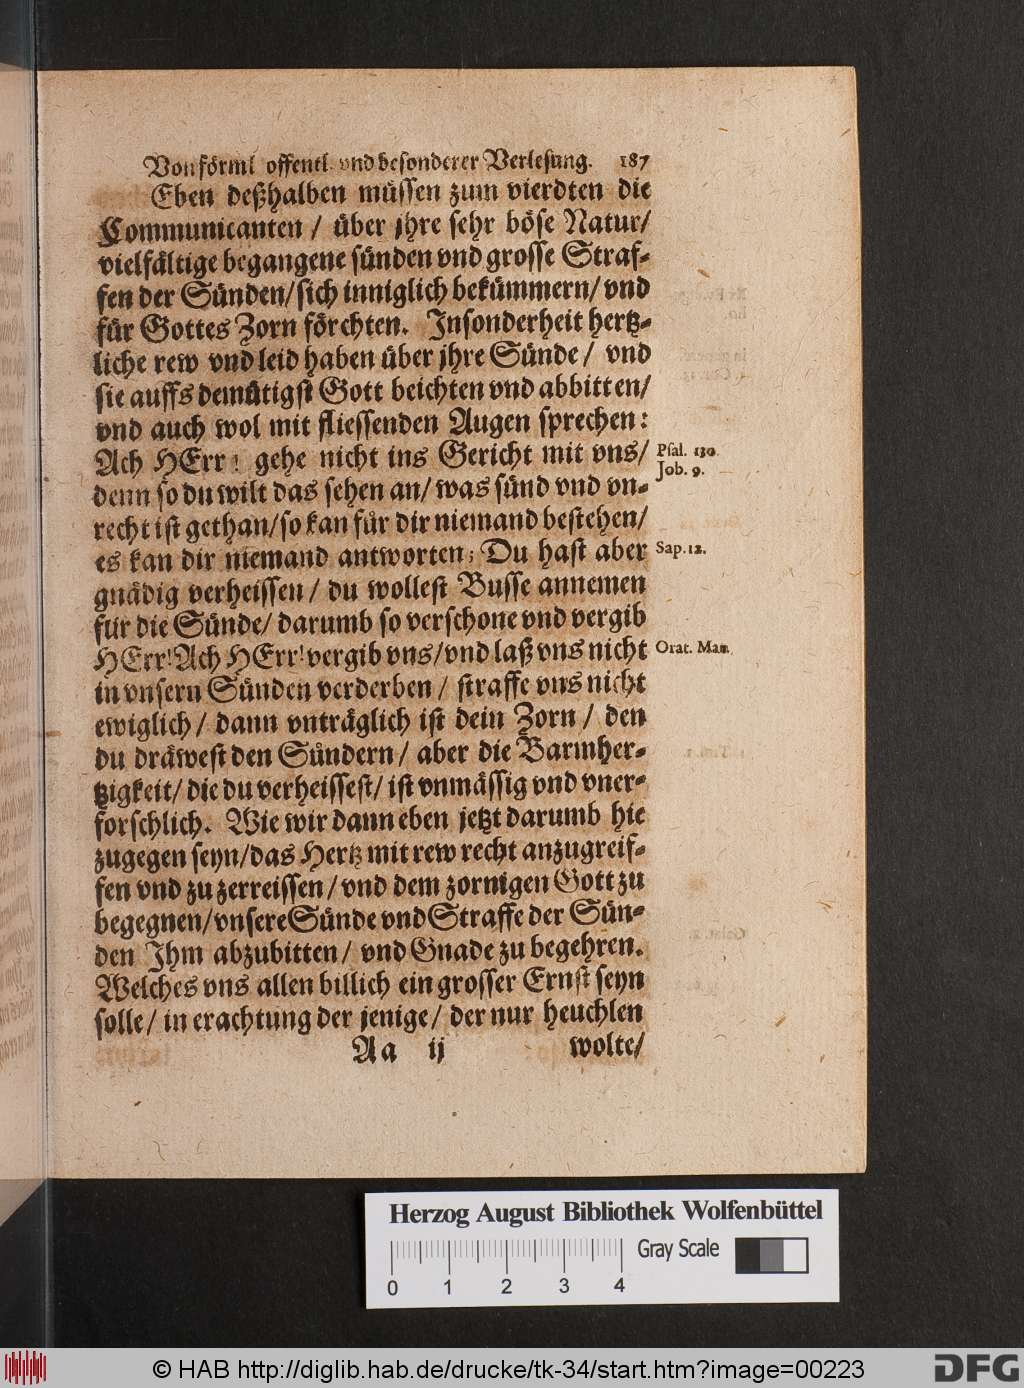 Von förml offentl. vnd besonderer Verlesung. 187
Eben deßhalben müssen zum vierdten die
Communicanten / über jhre sehr böse Natur/
vielfältige begangene sünden vnd grosse Straf-
fen der Sünden/sich inniglich bekümmern/ vnd
für Gottes Zorn förchten. Insonderheit hertz-
liche rew vnd leid haben über jhre Sünde / vnd
sie auffs demütigst Gott beichten vnd abbitten/
vnd auch wol mit fliessenden Augen sprechen:
Ach HErr! gehe nicht ins Gericht mit vns/ Psal. 130.
Job. 9.
denn so du wilt das sehen an/ was sünd vnd vn-
recht ist gethan/so kan für dir niemand bestehen/
es kan dir niemand antworten; Du hast aber Sap. 12.
gnädig verheissen / du wollest Busse annemen
für die Sünde/ darumb so verschone vnd vergib
HErr! Ach HErr! vergib vns/vnd laß vns nicht Orat. Man.
in vnsern Sünden verderben / straffe vns nicht
ewiglich / dann vnträglich ist dein Zorn / den
du dräwest den Sündern / aber die Barmher-
tzigkeit/ die du verheissest/ ist vnmässig vnd vner-
forschlich. Wie wir dann eben jetzt darumb hie
zugegen seyn/das Hertz mit rew recht anzugreif-
fen vnd zu zerreissen / vnd dem zornigen Gott zu
begegnen/vnsere Sünde vnd Straffe der Sün-
den Ihm abzubitten / vnd Gnade zu begehren.
Welches vns allen billich ein grosser Ernst seyn
solle / in erachtung der jenige / der nur heuchlen
Aa ij wolte/
Herzog August Bibliothek Wolfenbüttel
Gray Scale
0 1 2 3 4
© HAB http://diglib.hab.de/drucke/tk-34/start.htm?image=00223
DFG